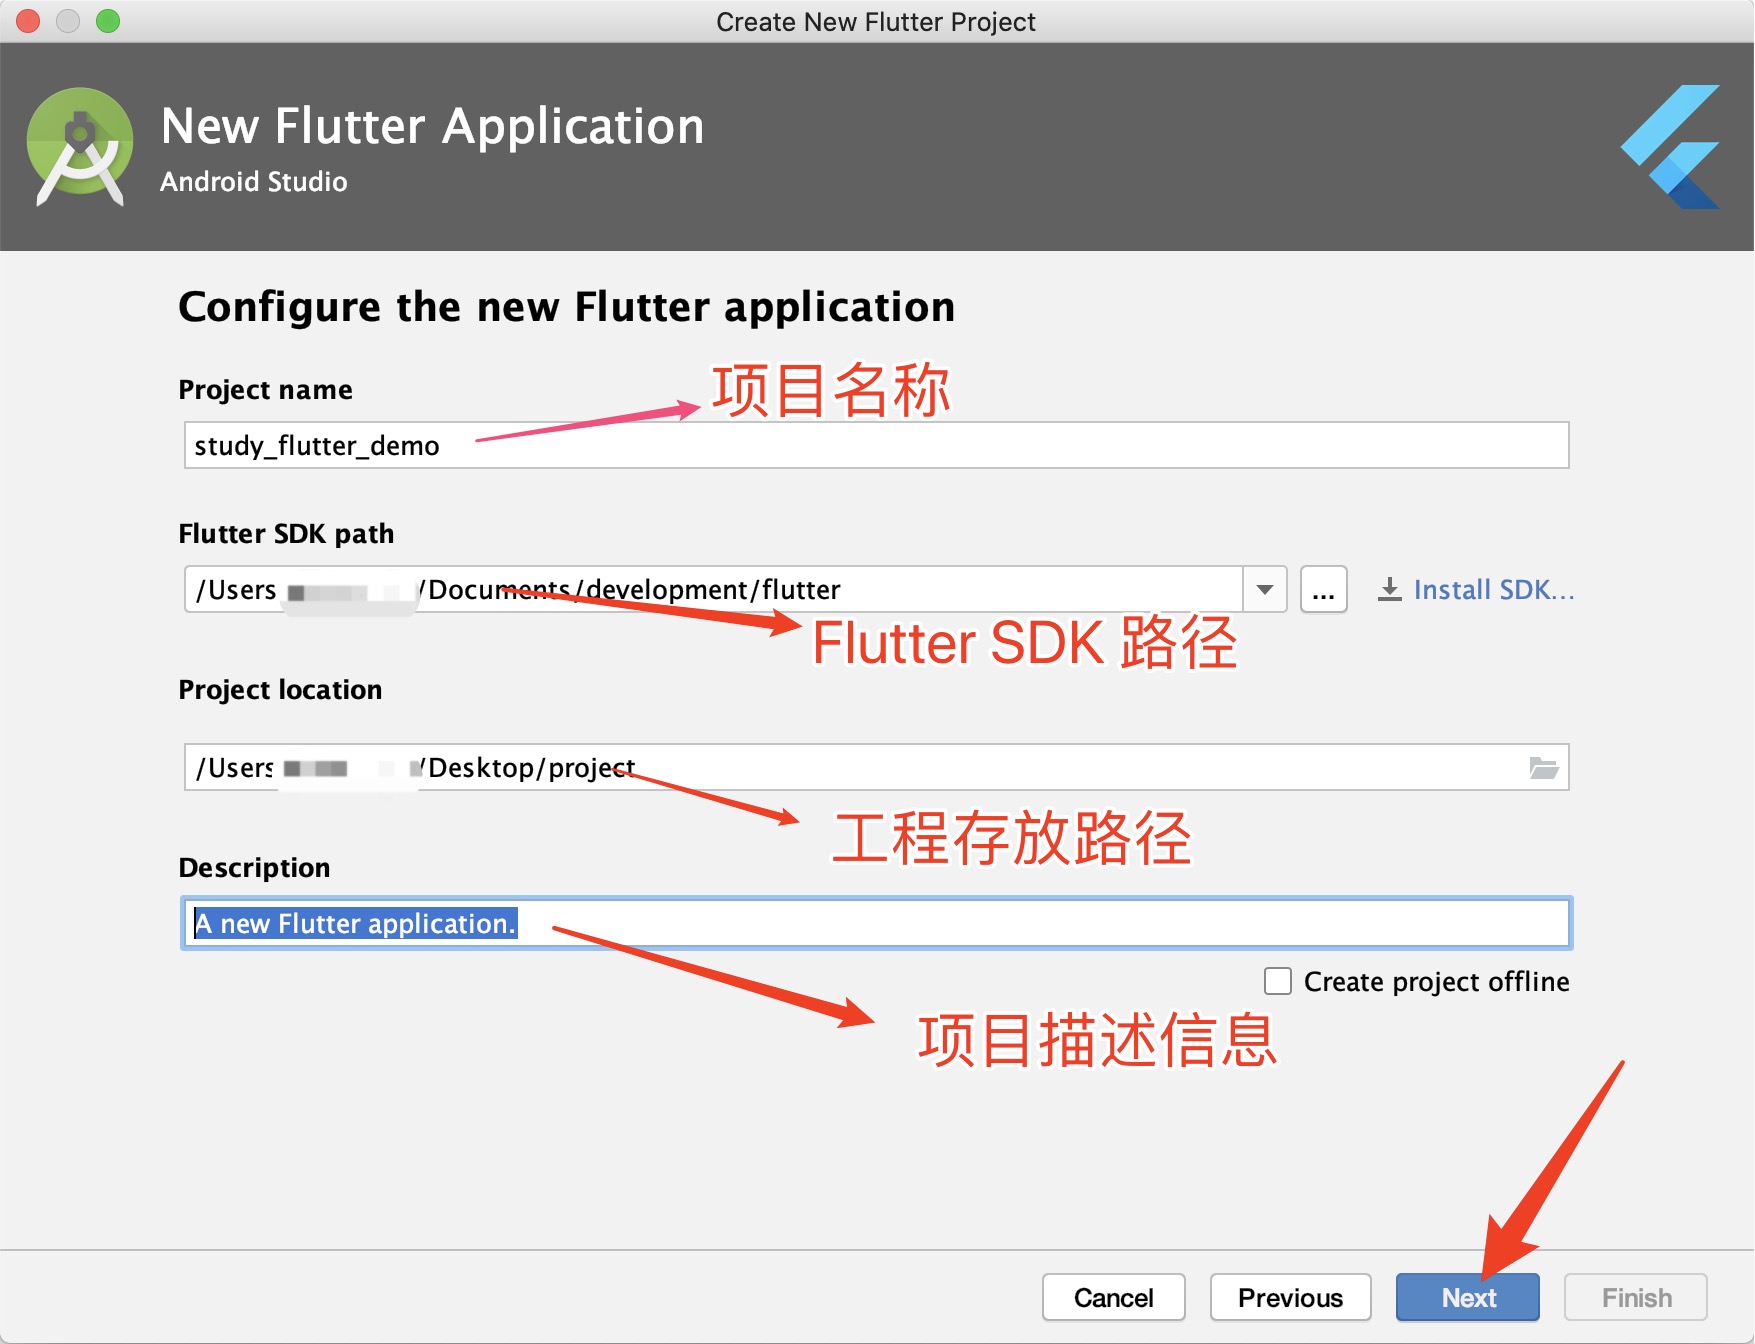 Create New Flutter Project
New Flutter Application
Android Studio
Configure the new Flutter application
Project name
项目名称
study_flutter_demo
Flutter SDK path
/Users /Documents/development/flutter
...
Install SDK...
Flutter SDK 路径
Project location
/Users /Desktop/project
工程存放路径
Description
A new Flutter application.
Create project offline
项目描述信息
Cancel
Previous
Next
Finish